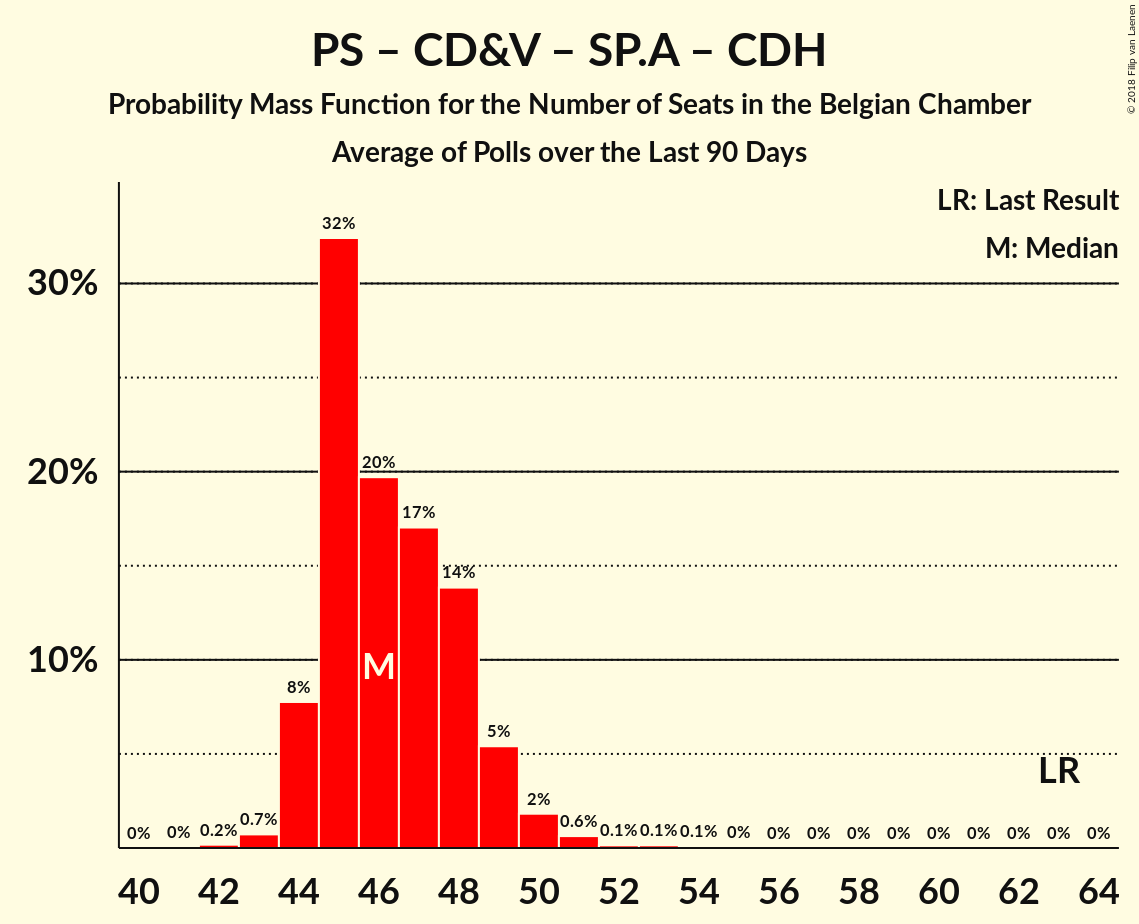 PS – CD&V – SP.A – CDH
Probability Mass Function for the Number of Seats in the Belgian Chamber
Average of Polls over the Last 90 Days
© 2018 Filip van Laenen
LR: Last Result
M: Median
32%
30%
20%
20%
17%
14%
10%
M
8%
5%
LR
2%
0% 0% 0.2% 0.7% 0.6% 0.1% 0.1% 0.1% 0% 0% 0% 0% 0% 0% 0% 0% 0% 0%
40 42 44 46 48 50 52 54 56 58 60 62 64